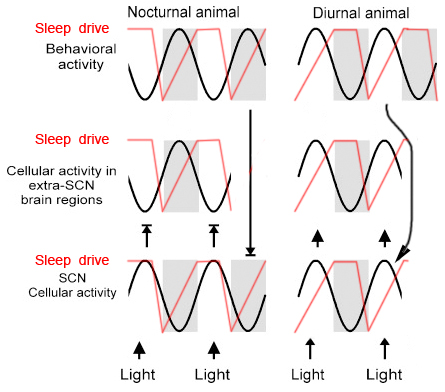 Nocturnal animal
Diurnal animal
Sleep drive
Behavioral
activity
Sleep drive
Cellular activity in
extra-SCN
brain regions
Sleep drive
SCN
Cellular activity
Light
Light
Light
Light